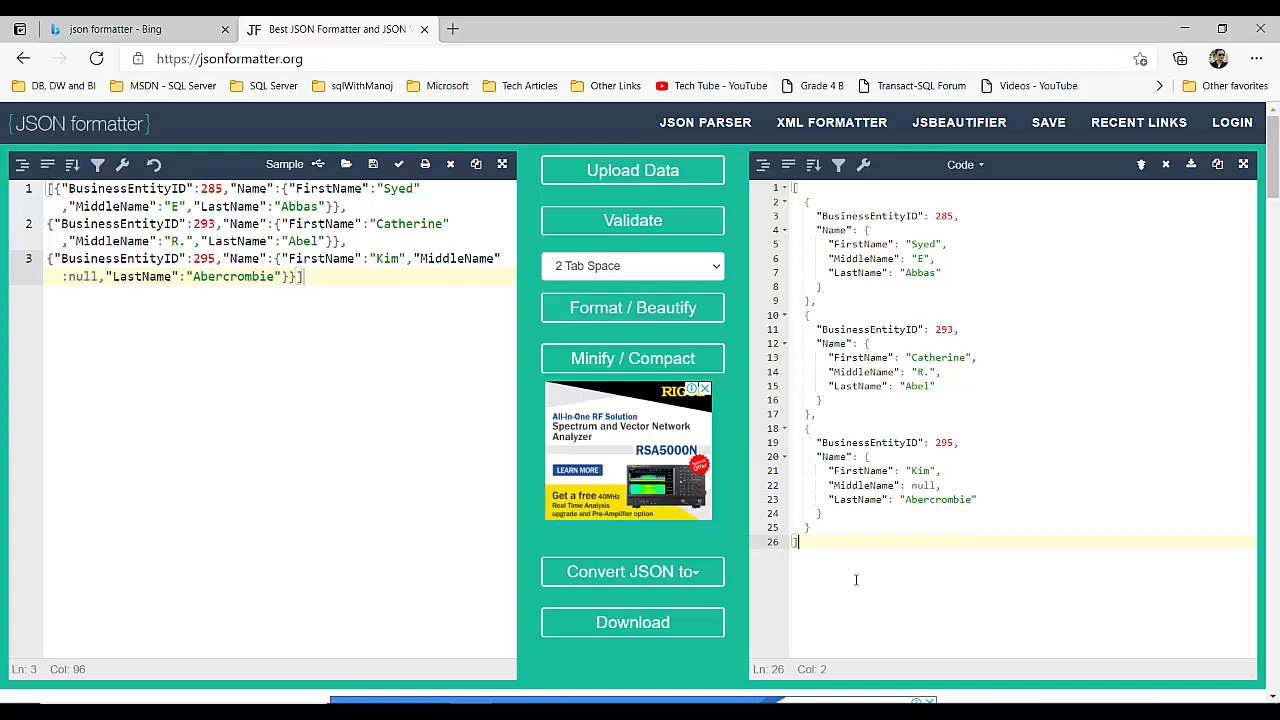 json formatter - Bing
Best JSON Formatter and JSON V
https://jsonformatter.org
DB, DW and BI
MSDN - SQL Server
SQL Server
sqlWithManoj
Microsoft
Tech Articles
Other Links
Tech Tube - YouTube
Grade 4 B
Transact-SQL Forum
Videos - YouTube
Other favorites
{JSON formatter}
JSON PARSER
XML FORMATTER
JSBEAUTIFIER
SAVE
RECENT LINKS
LOGIN
Sample
1 [{"BusinessEntityID":285,"Name":{"FirstName":"Syed"
,"MiddleName":"E","LastName":"Abbas"}},
2 {"BusinessEntityID":293,"Name":{"FirstName":"Catherine"
,"MiddleName":"R.","LastName":"Abel"}},
3 {"BusinessEntityID":295,"Name":{"FirstName":"Kim","MiddleName"
:null,"LastName":"Abercrombie"}}]
Ln: 3 Col: 96
Upload Data
Validate
2 Tab Space
Format / Beautify
Minify / Compact
RIGOL
All-In-One RF Solution
Spectrum and Vector Network
Analyzer
RSA5000N
LEARN MORE
Special
Offer
Get a free 40MHz
Real Time Analysis
upgrade and Pre-Amplifier option
Convert JSON to
Download
Code
1 [
2 {
3 "BusinessEntityID": 285,
4 "Name": {
5 "FirstName": "Syed",
6 "MiddleName": "E",
7 "LastName": "Abbas"
8 }
9 },
10 {
11 "BusinessEntityID": 293,
12 "Name": {
13 "FirstName": "Catherine",
14 "MiddleName": "R.",
15 "LastName": "Abel"
16 }
17 },
18 {
19 "BusinessEntityID": 295,
20 "Name": {
21 "FirstName": "Kim",
22 "MiddleName": null,
23 "LastName": "Abercrombie"
24 }
25 }
26 ]
Ln: 26 Col: 2